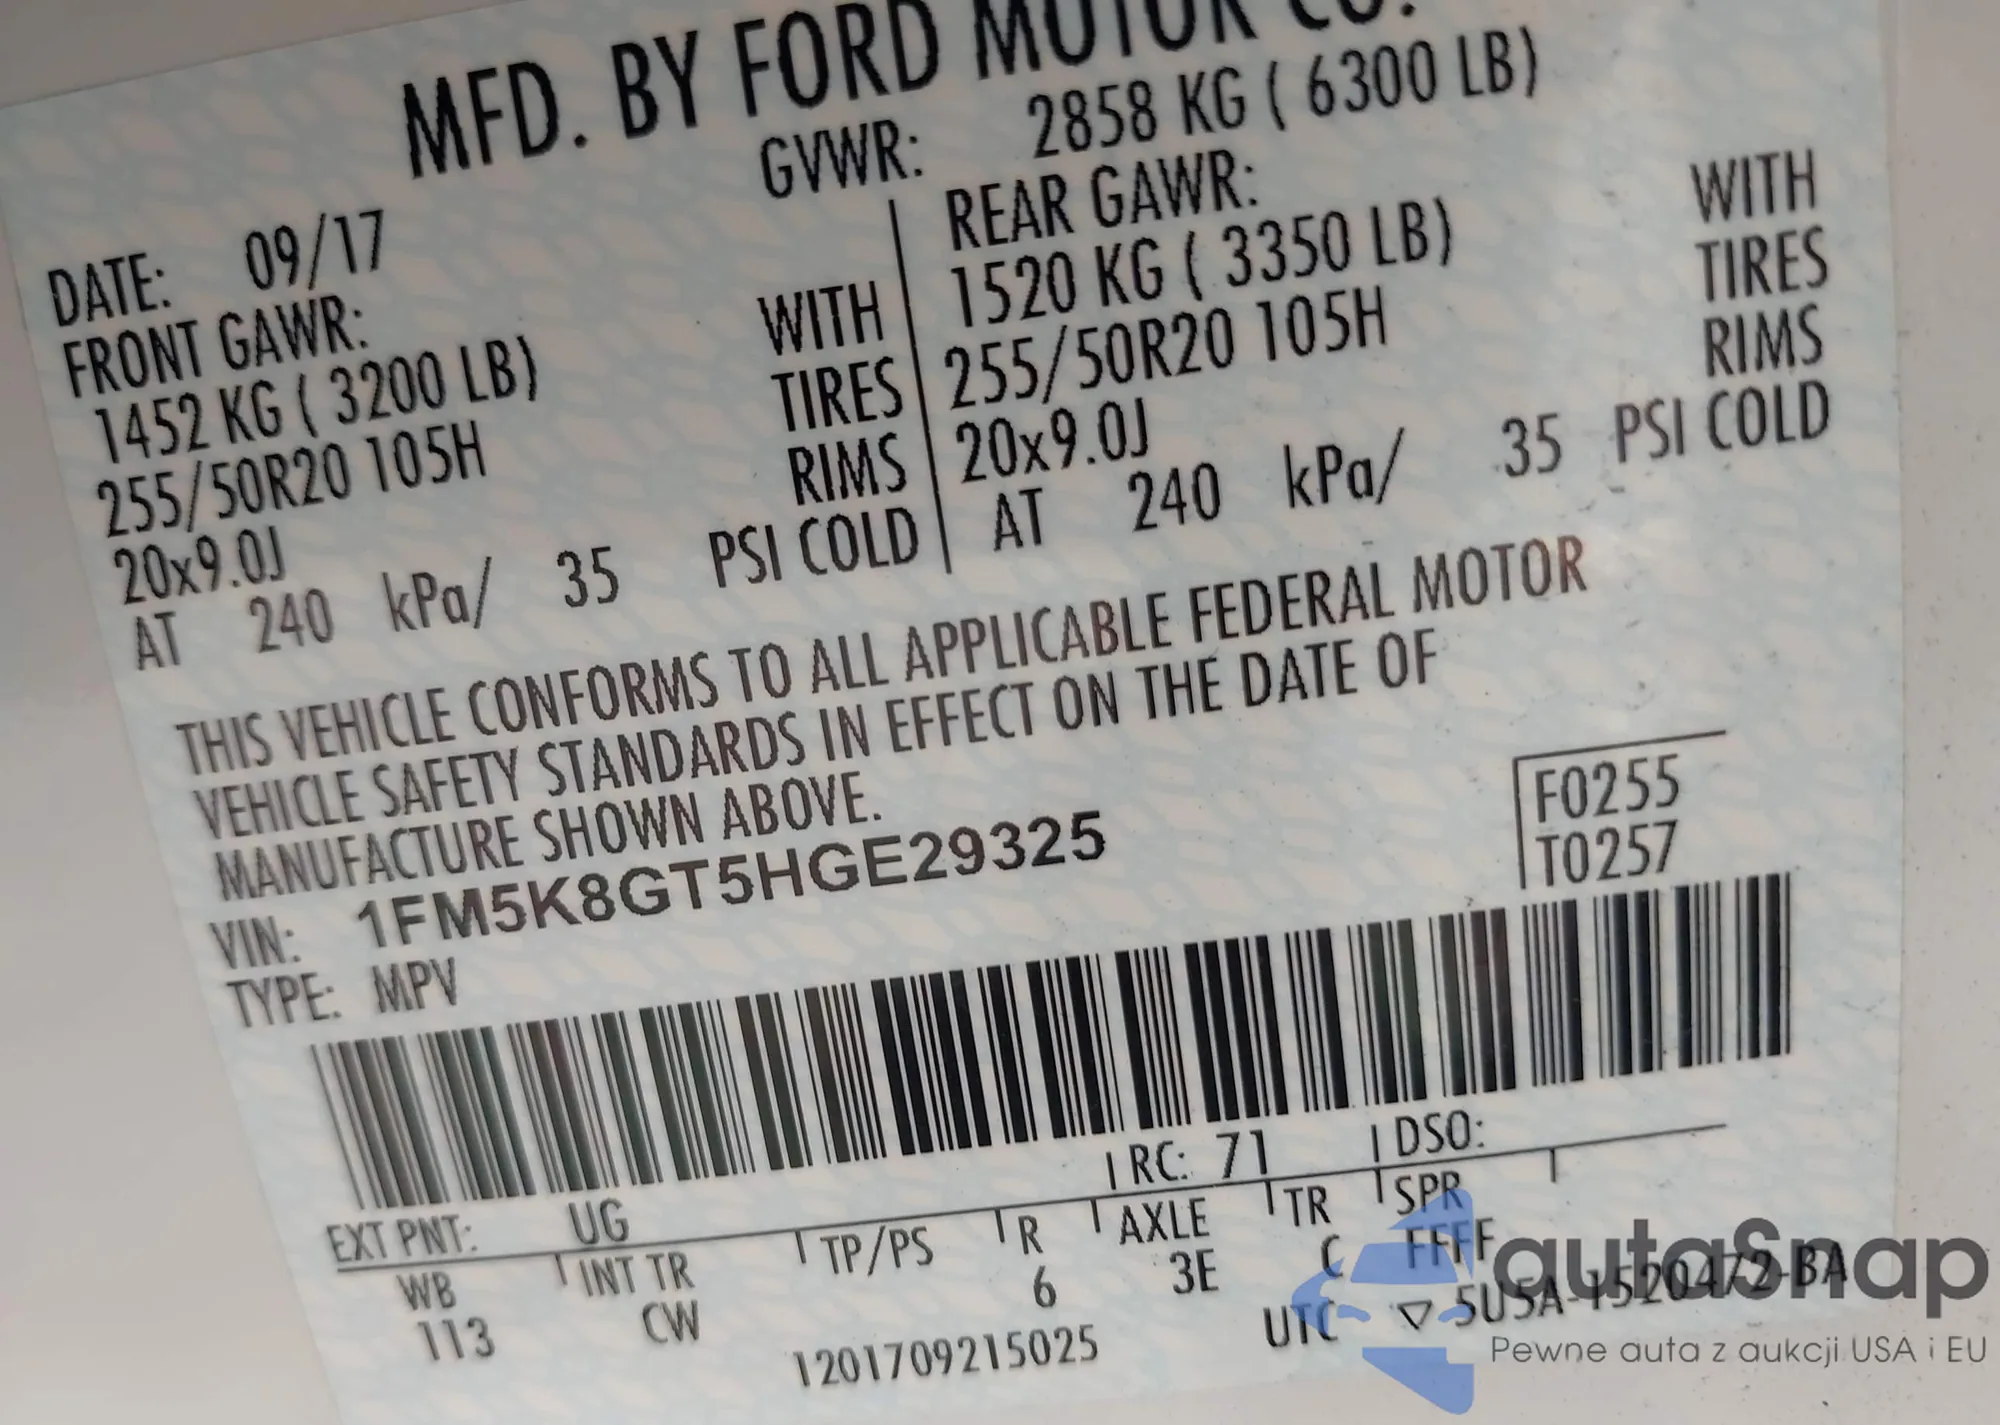 MFD. BY FORD MOTOR CO.
GVWR: 2858 KG ( 6300 LB)
DATE: 09/17
FRONT GAWR:
1452 KG ( 3200 LB) WITH
255/50R20 105H TIRES
20x9.0J RIMS
AT 240 kPa/ 35 PSI COLD
REAR GAWR:
1520 KG ( 3350 LB) WITH
255/50R20 105H TIRES
20x9.0J RIMS
AT 240 kPa/ 35 PSI COLD
THIS VEHICLE CONFORMS TO ALL APPLICABLE FEDERAL MOTOR
VEHICLE SAFETY STANDARDS IN EFFECT ON THE DATE OF
MANUFACTURE SHOWN ABOVE.
VIN: 1FM5K8GT5HGE29325
TYPE: MPV
F0255
T0257
EXT PNT: UG RC: 71 DSO:
WB INT TR TP/PS R AXLE TR SPR
113 CW 6 3E C FFFF
1201709215025 UTC ▽ 5U5A-1520472-BA
autaSnap
Pewne auta z aukcji USA i EU